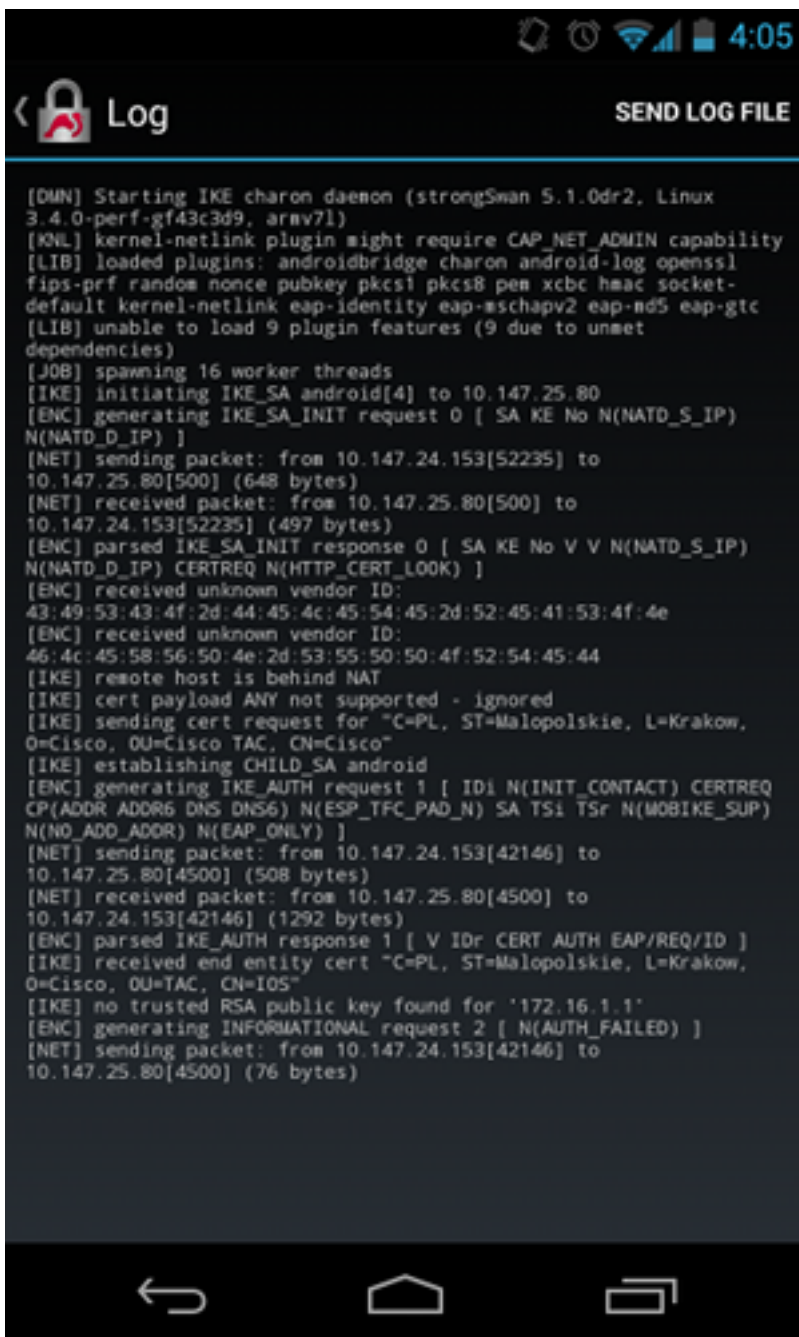 4:05
Log
SEND LOG FILE
[DMN] Starting IKE charon daemon (strongSwan 5.1.0dr2, Linux
3.4.0-perf-gf43c3d9, armv7l)
[KNL] kernel-netlink plugin might require CAP_NET_ADMIN capability
[LIB] loaded plugins: androidbridge charon android-log openssl
fips-prf random nonce pubkey pkcs1 pkcs8 pem xcbc hmac socket-
default kernel-netlink eap-identity eap-mschapv2 eap-md5 eap-gtc
[LIB] unable to load 9 plugin features (9 due to unmet
dependencies)
[JOB] spawning 16 worker threads
[IKE] initiating IKE_SA android[4] to 10.147.25.80
[ENC] generating IKE_SA_INIT request 0 [ SA KE No N(NATD_S_IP)
N(NATD_D_IP) ]
[NET] sending packet: from 10.147.24.153[52235] to
10.147.25.80[500] (648 bytes)
[NET] received packet: from 10.147.25.80[500] to
10.147.24.153[52235] (497 bytes)
[ENC] parsed IKE_SA_INIT response 0 [ SA KE No V V N(NATD_S_IP)
N(NATD_D_IP) CERTREQ N(HTTP_CERT_LOOK) ]
[ENC] received unknown vendor ID:
43:49:53:43:4f:2d:44:45:4c:45:54:45:2d:52:45:41:53:4f:4e
[ENC] received unknown vendor ID:
46:4c:45:58:56:50:4e:2d:53:55:50:50:4f:52:54:45:44
[IKE] remote host is behind NAT
[IKE] cert payload ANY not supported - ignored
[IKE] sending cert request for "C=PL, ST=Malopolskie, L=Krakow,
O=Cisco, OU=Cisco TAC, CN=Cisco"
[IKE] establishing CHILD_SA android
[ENC] generating IKE_AUTH request 1 [ IDi N(INIT_CONTACT) CERTREQ
CP(ADDR ADDR6 DNS DNS6) N(ESP_TFC_PAD_N) SA TSi TSr N(MOBIKE_SUP)
N(NO_ADD_ADDR) N(EAP_ONLY) ]
[NET] sending packet: from 10.147.24.153[42146] to
10.147.25.80[4500] (508 bytes)
[NET] received packet: from 10.147.25.80[4500] to
10.147.24.153[42146] (1292 bytes)
[ENC] parsed IKE_AUTH response 1 [ V IDr CERT AUTH EAP/REQ/ID ]
[IKE] received end entity cert "C=PL, ST=Malopolskie, L=Krakow,
O=Cisco, OU=TAC, CN=IOS"
[IKE] no trusted RSA public key found for '172.16.1.1'
[ENC] generating INFORMATIONAL request 2 [ N(AUTH_FAILED) ]
[NET] sending packet: from 10.147.24.153[42146] to
10.147.25.80[4500] (76 bytes)